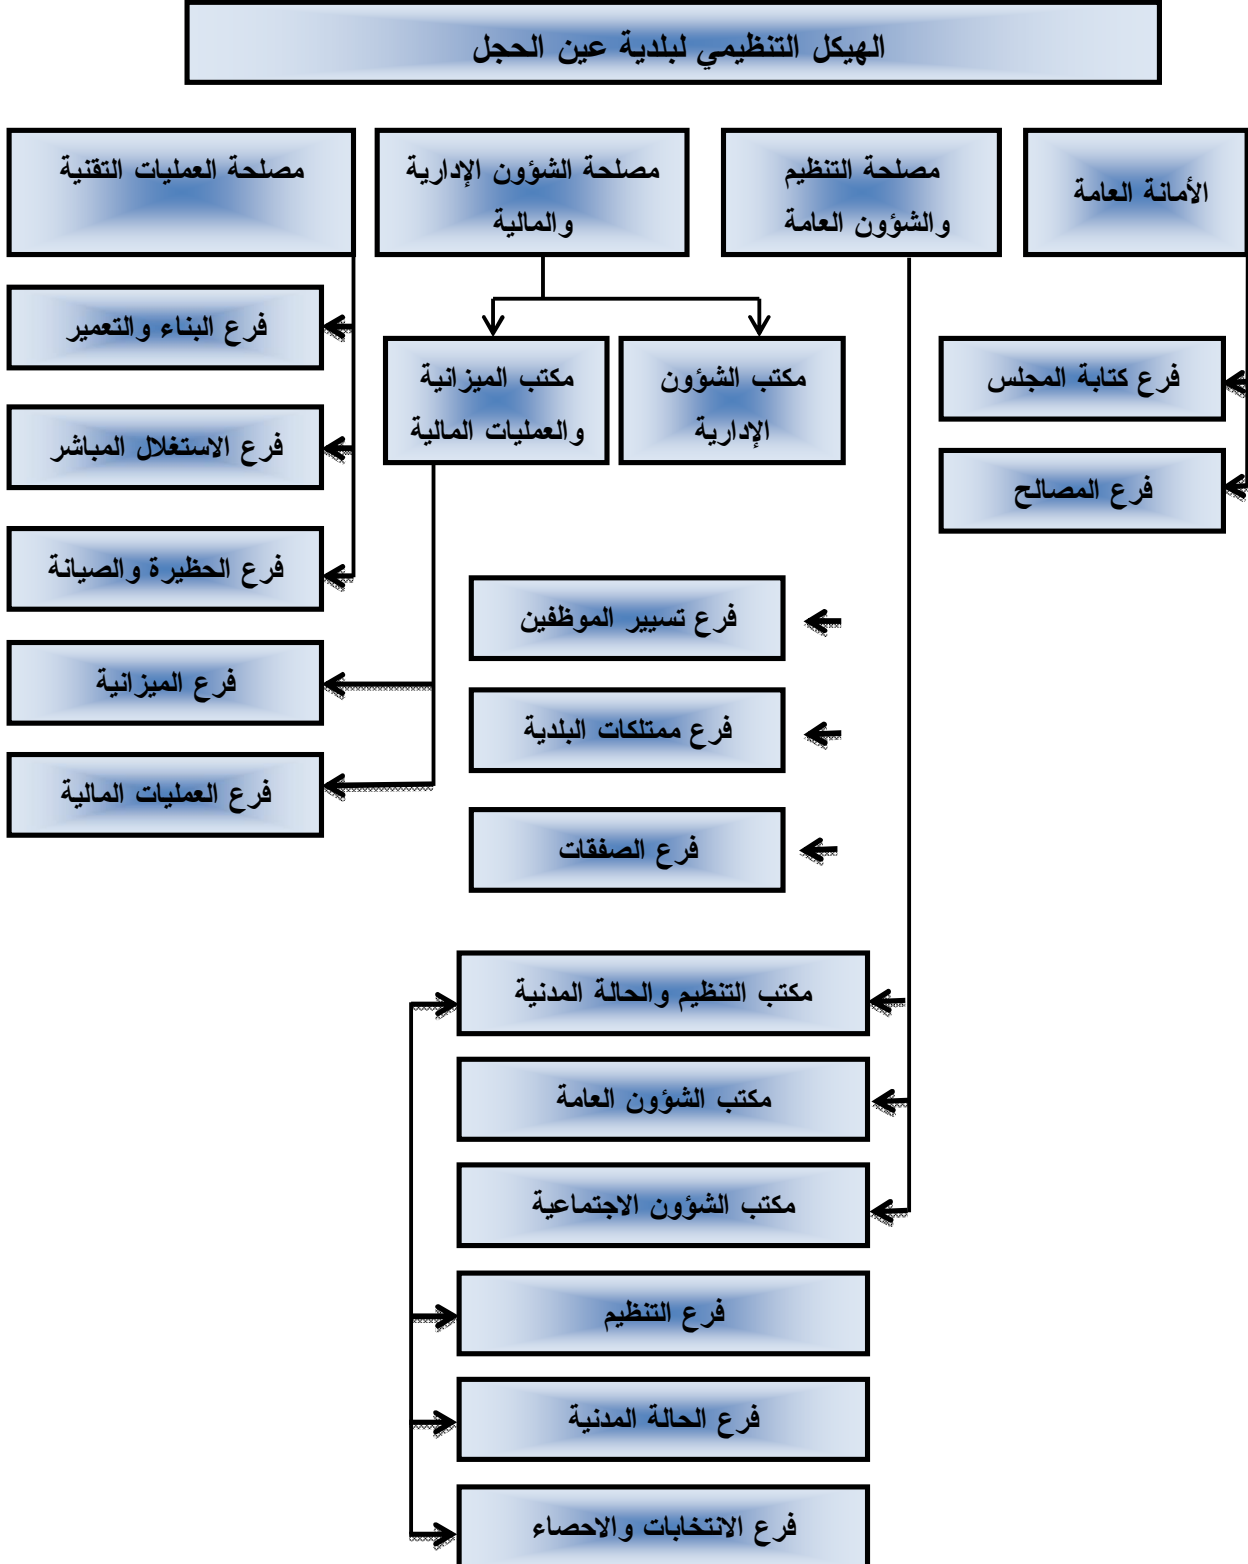 الهيكل التنظيمي لبلدية عين الحجل
الأمانة العامة
مصلحة التنظيم
والشؤون العامة
مصلحة الشؤون الإدارية
والمالية
مصلحة العمليات التقنية
فرع كتابة المجلس
فرع المصالح
مكتب الشؤون
الإدارية
مكتب الميزانية
والعمليات المالية
فرع البناء والتعمير
فرع الاستغلال المباشر
فرع الحظيرة والصيانة
فرع الميزانية
فرع العمليات المالية
فرع تسيير الموظفين
فرع ممتلكات البلدية
فرع الصفقات
مكتب التنظيم والحالة المدنية
مكتب الشؤون العامة
مكتب الشؤون الاجتماعية
فرع التنظيم
فرع الحالة المدنية
فرع الانتخابات والاحصاء